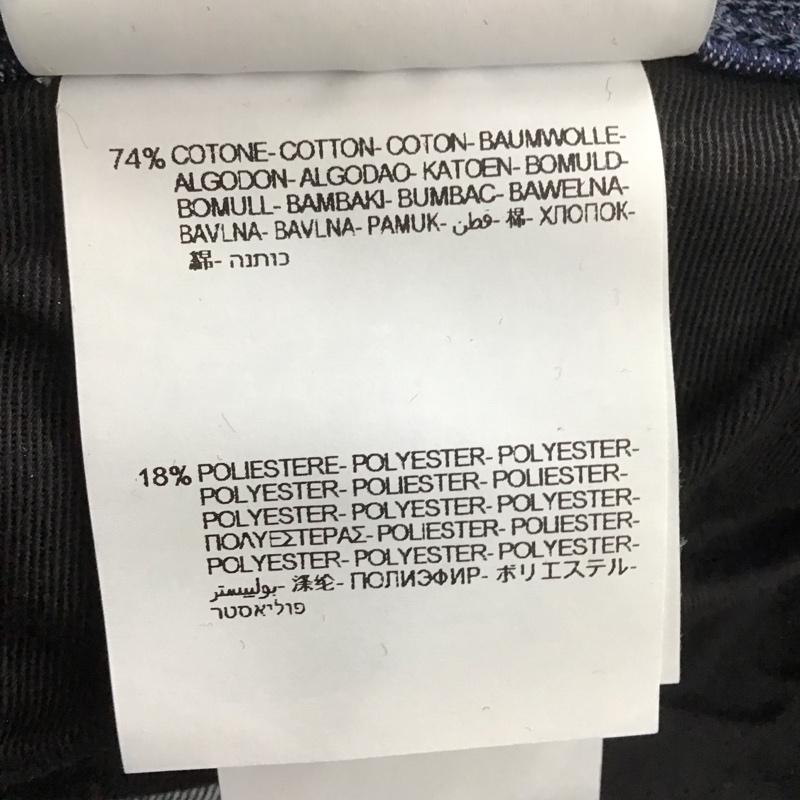 74% COTONE- COTTON- COTON- BAUMWOLLE-
ALGODON- ALGODAO- KATOEN- BOMULD-
BOMULL- BAMBAKI- BUMBAC- BAWEŁNA-
BAVLNA- BAVLNA- PAMUK- قطن- 棉- ХЛОПОК-
綿- כותנה
18% POLIESTERE- POLYESTER- POLYESTER-
POLYESTER- POLIESTER- POLIESTER-
POLYESTER- POLYESTER- POLYESTER-
ΠΟΛΥΕΣΤΕΡΑΣ- POLIESTER- POLIESTER-
POLYESTER- POLYESTER- POLYESTER-
بولييستر- 涤纶- ПОЛИЭФИР- ポリエステル-
פוליאסטר